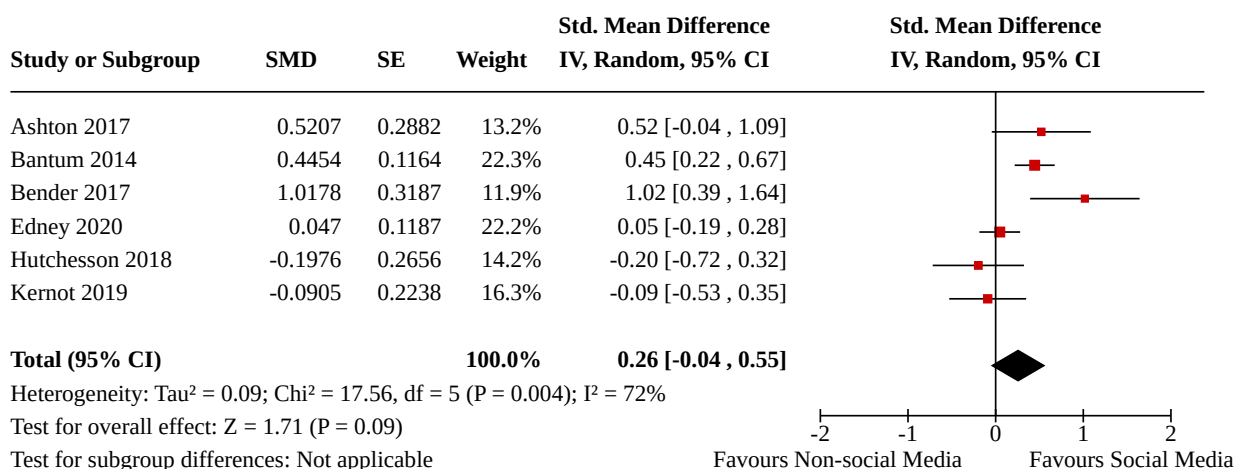 Std. Mean Difference Std. Mean Difference
Study or Subgroup SMD SE Weight IV, Random, 95% CI IV, Random, 95% CI
Ashton 2017 0.5207 0.2882 13.2% 0.52 [-0.04 , 1.09]
Bantum 2014 0.4454 0.1164 22.3% 0.45 [0.22 , 0.67]
Bender 2017 1.0178 0.3187 11.9% 1.02 [0.39 , 1.64]
Edney 2020 0.047 0.1187 22.2% 0.05 [-0.19 , 0.28]
Hutchesson 2018 -0.1976 0.2656 14.2% -0.20 [-0.72 , 0.32]
Kernot 2019 -0.0905 0.2238 16.3% -0.09 [-0.53 , 0.35]
Total (95% CI) 100.0% 0.26 [-0.04 , 0.55]
Heterogeneity: Tau² = 0.09; Chi² = 17.56, df = 5 (P = 0.004); I² = 72%
Test for overall effect: Z = 1.71 (P = 0.09)
-2 -1 0 1 2
Test for subgroup differences: Not applicable Favours Non-social Media Favours Social Media